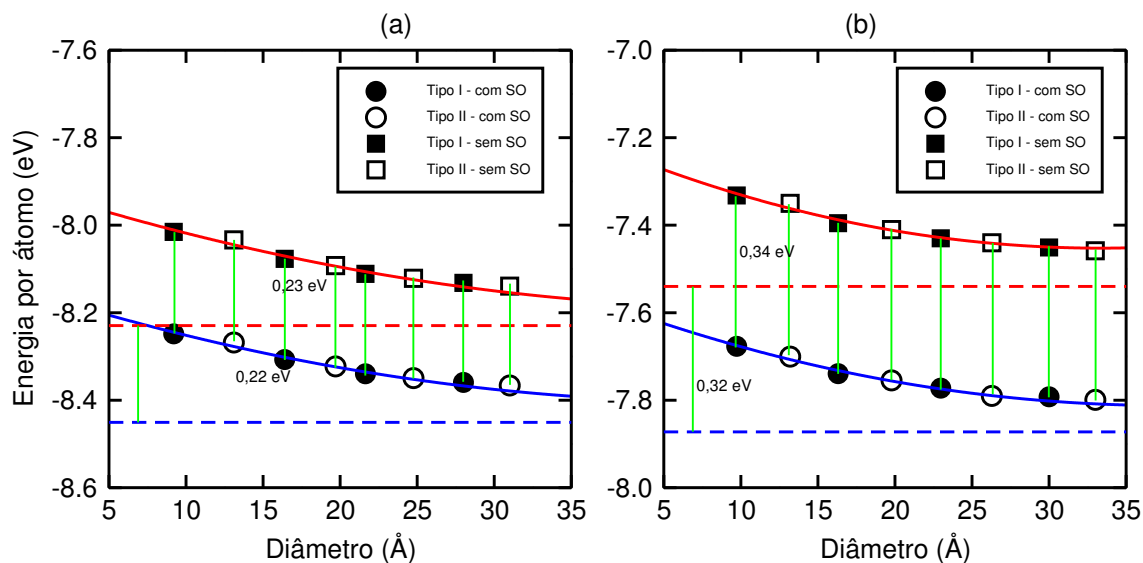 (a)
-7.6
-7.8
-8.0
-8.2
-8.4
-8.6
Energia por átomo (eV)
Tipo I - com SO
Tipo II - com SO
Tipo I - sem SO
Tipo II - sem SO
0,23 eV
0,22 eV
5 10 15 20 25 30 35
Diâmetro (Å)
(b)
-7.0
-7.2
-7.4
-7.6
-7.8
-8.0
Tipo I - com SO
Tipo II - com SO
Tipo I - sem SO
Tipo II - sem SO
0,34 eV
0,32 eV
5 10 15 20 25 30 35
Diâmetro (Å)